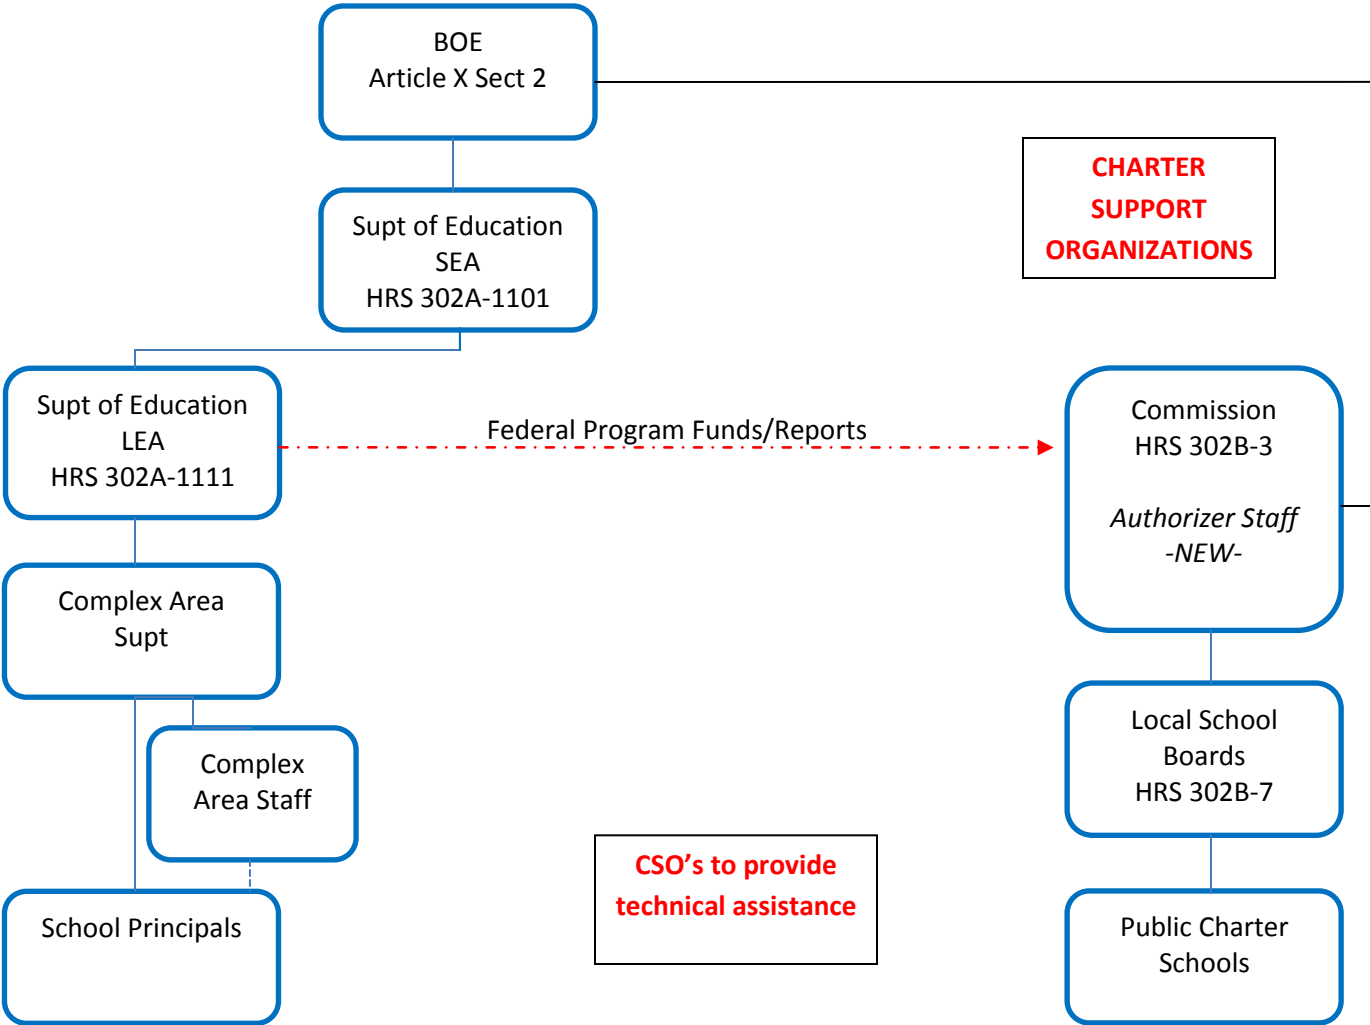 BOE
Article X Sect 2
CHARTER
SUPPORT
ORGANIZATIONS
Supt of Education
SEA
HRS 302A-1101
Supt of Education
LEA
HRS 302A-1111
Federal Program Funds/Reports
Commission
HRS 302B-3
Authorizer Staff
-NEW-
Complex Area
Supt
Local School
Boards
HRS 302B-7
Complex
Area Staff
CSO’s to provide
technical assistance
School Principals
Public Charter
Schools